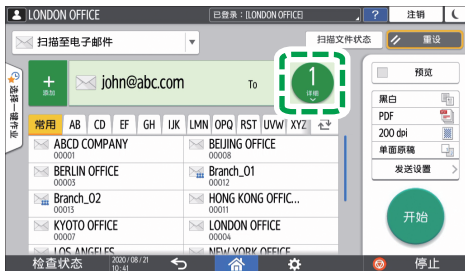 LONDON OFFICE
已登录：[LONDON OFFICE]
?
注销
扫描至电子邮件
扫描文件状态
重设
选择一键作业
添加
john@abc.com
To
1
详细
预览
常用 AB CD EF GH IJK LMN OPQ RST UVW XYZ
ABCD COMPANY
00001
BEIJING OFFICE
00008
BERLIN OFFICE
00003
Branch_01
00012
Branch_02
00013
HONG KONG OFFIC...
00011
KYOTO OFFICE
00007
LONDON OFFICE
00004
LOS ANGELES
NEW YORK OFFICE
黑白
PDF
200 dpi
单面原稿
发送设置
开始
检查状态
2020/08/21
10:41
停止